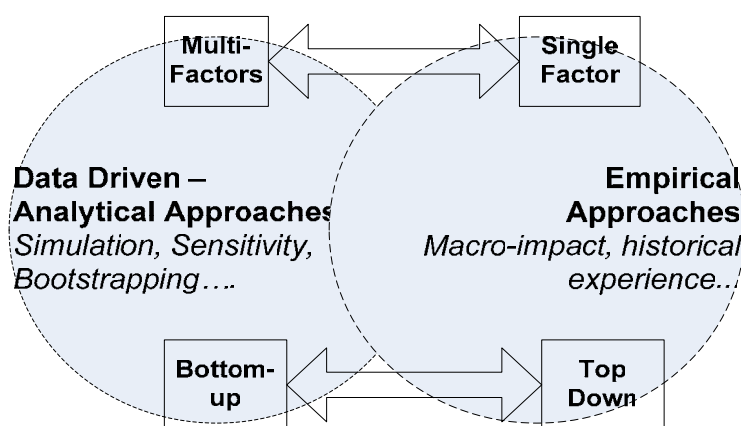 Multi-
Factors
Single
Factor
Data Driven –
Analytical Approaches
Simulation, Sensitivity,
Bootstrapping….
Empirical
Approaches
Macro-impact, historical
experience...
Bottom-
up
Top
Down